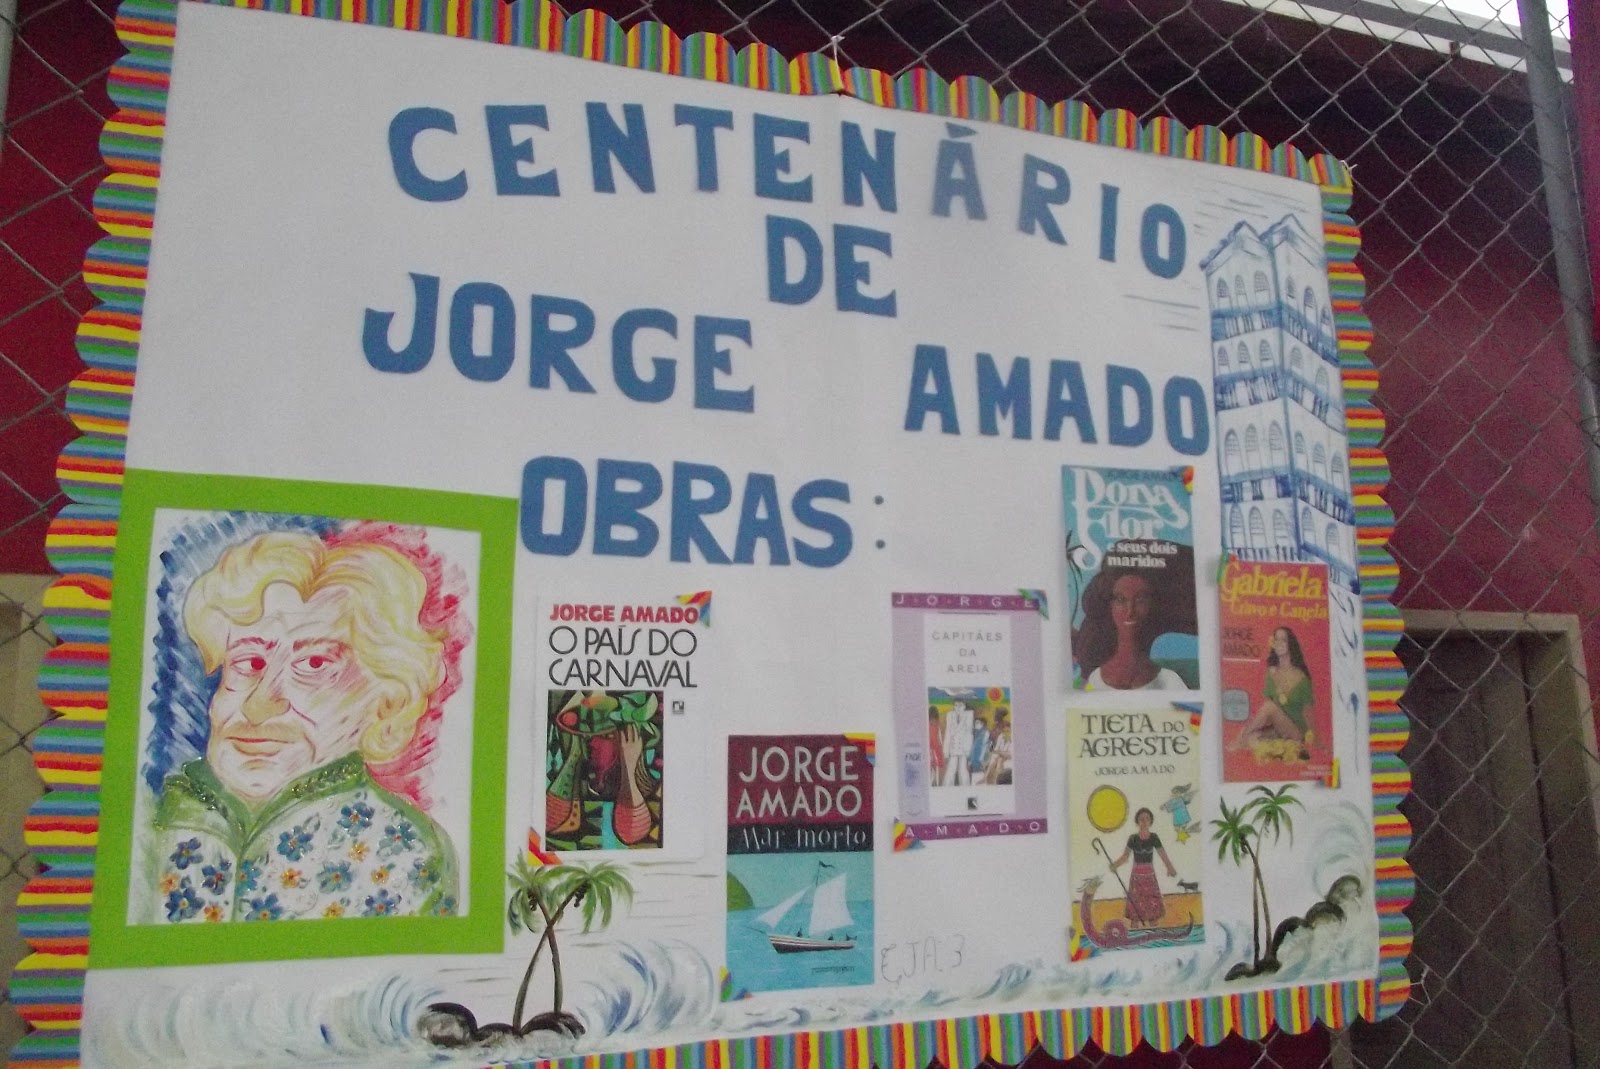 CENTENÁRIO
DE
JORGE AMADO
OBRAS:
JORGE AMADO
O PAÍS DO
CARNAVAL
JORGE
AMADO
Mar morto
JORGE
CAPITÃES
DA
AREIA
AMADO
JORGE AMADO
Dona
Flor
e seus dois
maridos
TIETA DO
AGRESTE
JORGE AMADO
Gabriela
Cravo e Canela
JORGE
AMADO
EJA 3